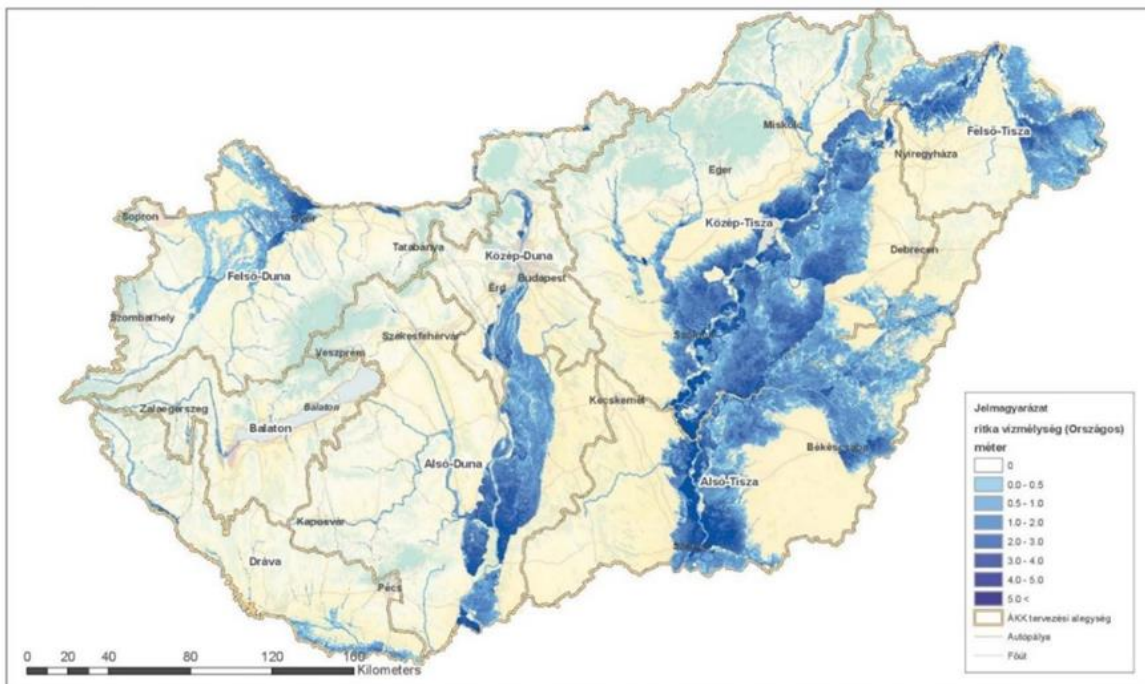 Miskolc
Felső-Tisza
Nyíregyháza
Eger
Sopron
Győr
Közép-Tisza
Tatabánya
Debrecen
Közép-Duna
Felső-Duna
Budapest
Érd
Szombathely
Székesfehérvár
Szolnok
Veszprém
Zalaegerszeg
Balaton
Balaton
Kecskemét
Békéscsaba
Alsó-Duna
Alsó-Tisza
Kaposvár
Szeged
Dráva
Pécs
Jelmagyarázat
ritka vízmélység (Országos)
méter
0
0.0 - 0.5
0.5 - 1.0
1.0 - 2.0
2.0 - 3.0
3.0 - 4.0
4.0 - 5.0
5.0 <
ÁKK tervezési alegység
Autópálya
Főút
0 20 40 80 120 160
Kilometers